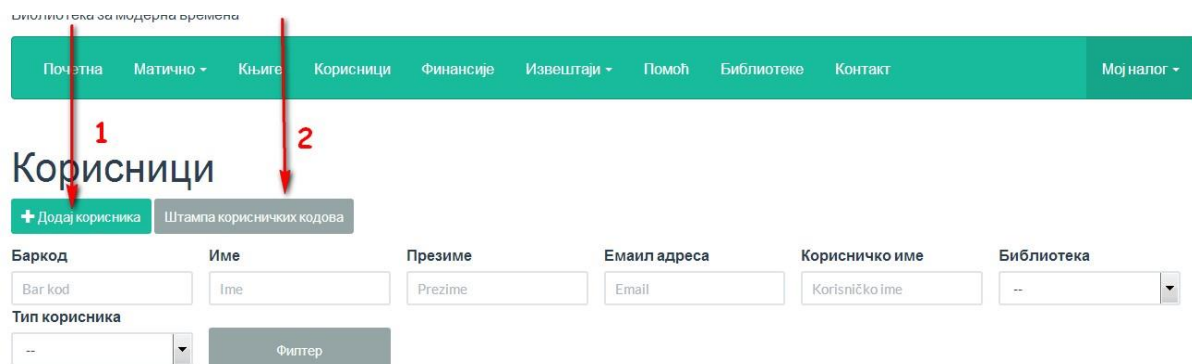 Библиотека за модерна времена
Почетна Матично Књиге Корисници Финансије Извештаји Помоћ Библиотеке Контакт Мој налог
1
2
Корисници
Додај корисника Штампа корисничких кодова
Баркод Име Презиме Емаил адреса Корисничко име Библиотека
Bar kod Ime Prezime Email Korisničko ime --
Тип корисника
-- Филтер